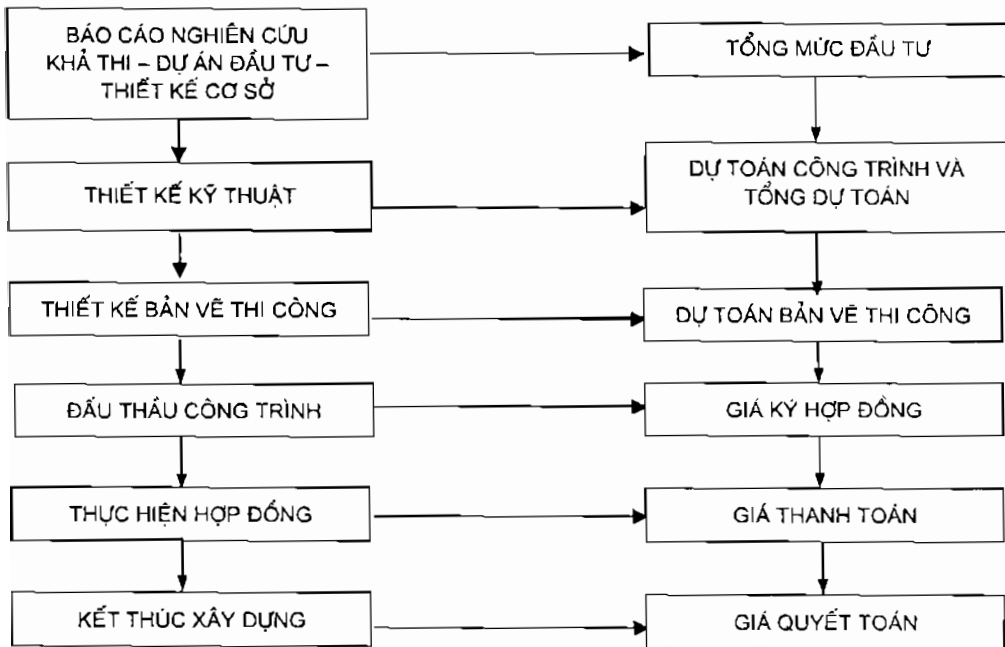 BÁO CÁO NGHIÊN CỨU
KHẢ THI – DỰ ÁN ĐẦU TƯ –
THIẾT KẾ CƠ SỞ
TỔNG MỨC ĐẦU TƯ
THIẾT KẾ KỸ THUẬT
DỰ TOÁN CÔNG TRÌNH VÀ
TỔNG DỰ TOÁN
THIẾT KẾ BẢN VẼ THI CÔNG
DỰ TOÁN BẢN VẼ THI CÔNG
ĐẤU THẦU CÔNG TRÌNH
GIÁ KÝ HỢP ĐỒNG
THỰC HIỆN HỢP ĐỒNG
GIÁ THANH TOÁN
KẾT THÚC XÂY DỰNG
GIÁ QUYẾT TOÁN